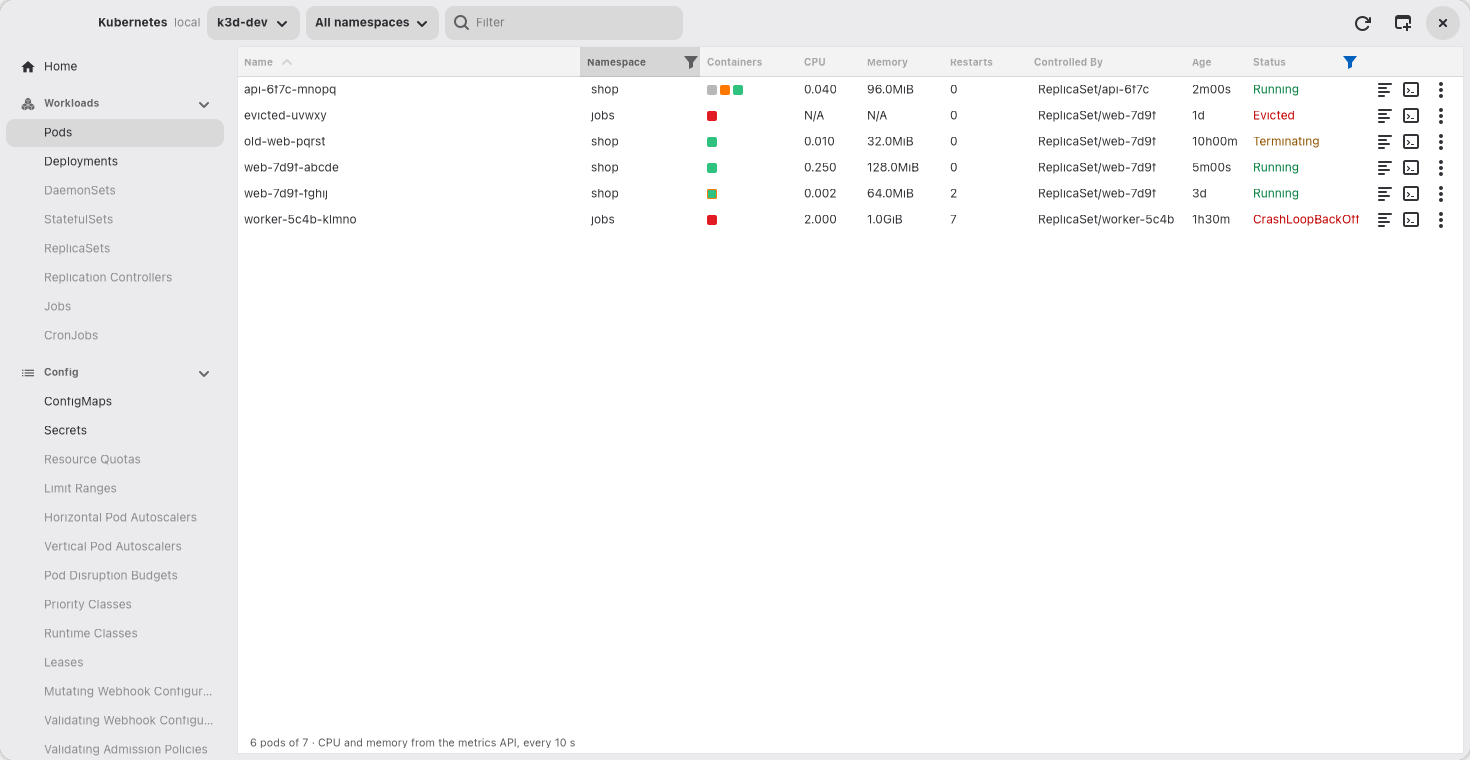 Kubernetes local k3d-dev All namespaces Filter
Home
Workloads
Pods
Deployments
DaemonSets
StatefulSets
ReplicaSets
Replication Controllers
Jobs
CronJobs
Config
ConfigMaps
Secrets
Resource Quotas
Limit Ranges
Horizontal Pod Autoscalers
Vertical Pod Autoscalers
Pod Disruption Budgets
Priority Classes
Runtime Classes
Leases
Mutating Webhook Configur...
Validating Webhook Configu...
Validating Admission Policies
Name Namespace Containers CPU Memory Restarts Controlled By Age Status
api-6f7c-mnopq shop 0.040 96.0MiB 0 ReplicaSet/api-6f7c 2m00s Running
evicted-uvwxy jobs N/A N/A 0 ReplicaSet/web-7d9f 1d Evicted
old-web-pqrst shop 0.010 32.0MiB 0 ReplicaSet/web-7d9f 10h00m Terminating
web-7d9f-abcde shop 0.250 128.0MiB 0 ReplicaSet/web-7d9f 5m00s Running
web-7d9f-fghij shop 0.002 64.0MiB 2 ReplicaSet/web-7d9f 3d Running
worker-5c4b-klmno jobs 2.000 1.0GiB 7 ReplicaSet/worker-5c4b 1h30m CrashLoopBackOff
6 pods of 7 · CPU and memory from the metrics API, every 10 s